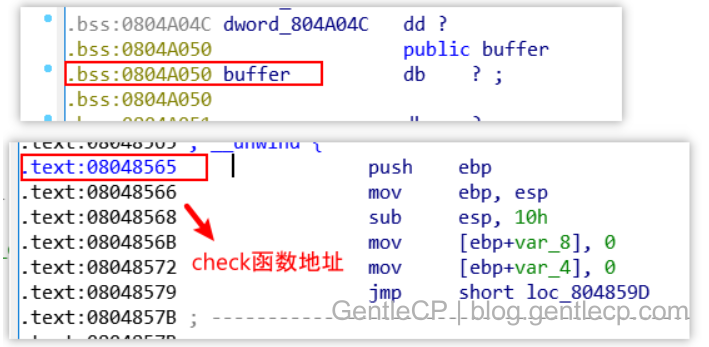 .bss:0804A04C dword_804A04C dd ?
.bss:0804A050 public buffer
.bss:0804A050 buffer db ? ;
.bss:0804A050
.text:08048565 ; __unwind {
.text:08048565 push ebp
.text:08048566 mov ebp, esp
.text:08048568 sub esp, 10h
.text:0804856B mov [ebp+var_8], 0
check函数地址
.text:08048572 mov [ebp+var_4], 0
.text:08048579 jmp short loc_804859D
.text:0804857B ; ---------------------------
GentleCP | blog.gentlecp.com